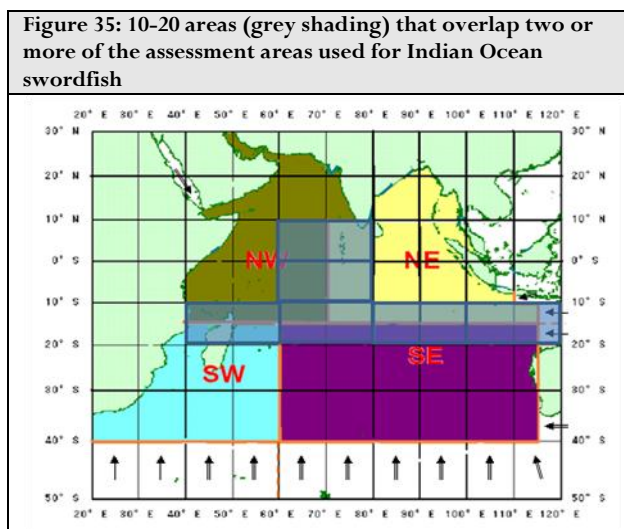 Figure 35: 10-20 areas (grey shading) that overlap two or
more of the assessment areas used for Indian Ocean
swordfish
20° E 30° E 40° E 50° E 60° E 70° E 80° E 90° E 100° E 110° E 120° E
30° N 30° N
20° N 20° N
10° N 10° N
0° N NW NE 0° N
10° S 10° S
20° S SE 20° S
30° S SW 30° S
40° S 40° S
50° S 50° S
20° E 30° E 40° E 50° E 60° E 70° E 80° E 90° E 100° E 110° E 120° E